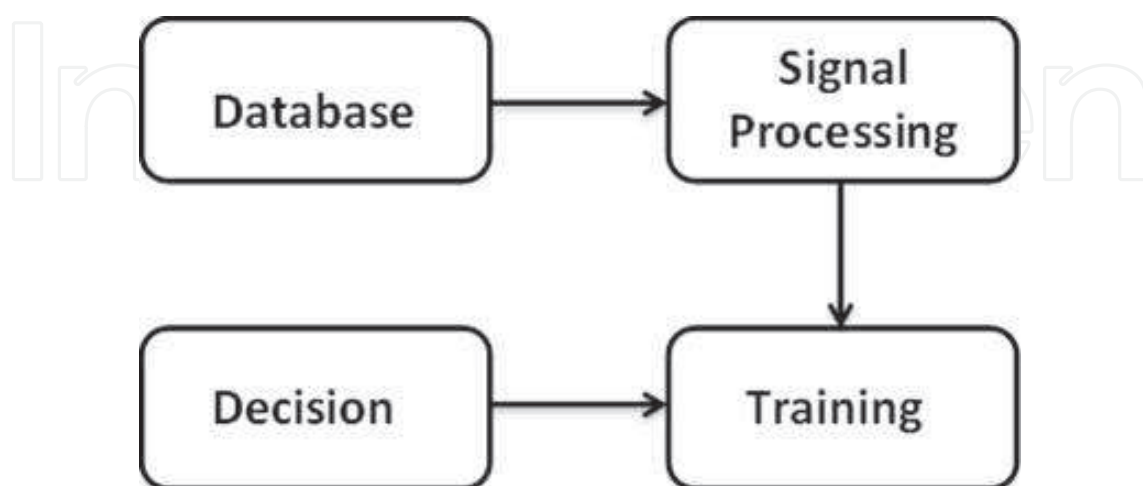 Database
Signal
Processing
Decision
Training